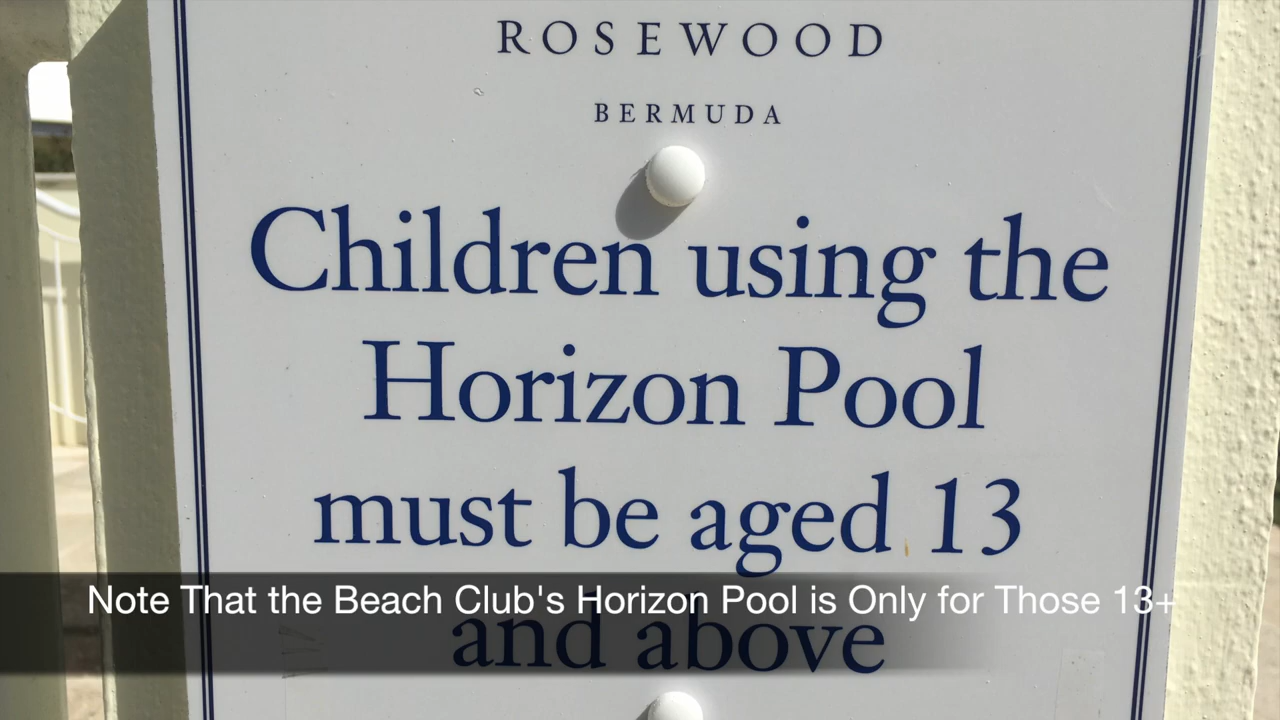 ROSEWOOD
BERMUDA
Children using the
Horizon Pool
must be aged 13
Note That the Beach Club's Horizon Pool is Only for Those 13+
and above